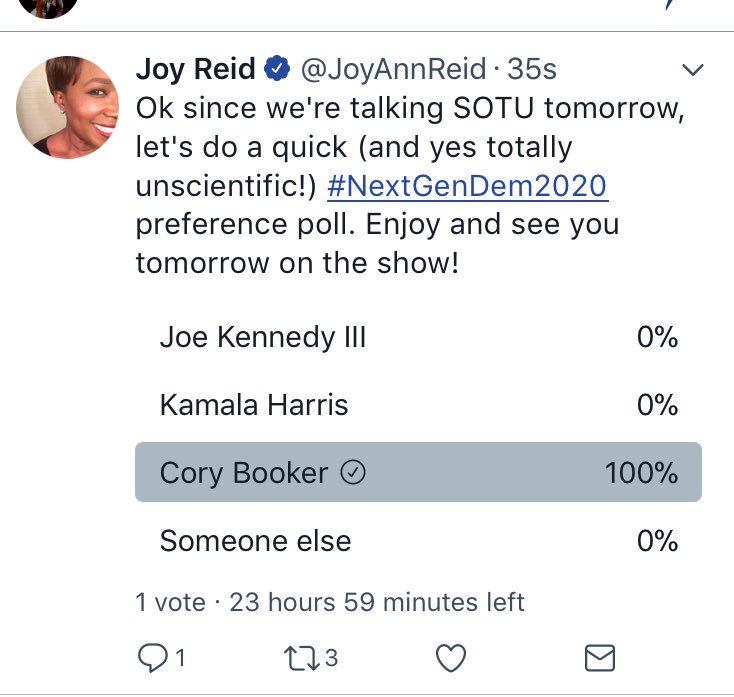 Joy Reid @JoyAnnReid · 35s
Ok since we're talking SOTU tomorrow,
let's do a quick (and yes totally
unscientific!) #NextGenDem2020
preference poll. Enjoy and see you
tomorrow on the show!
Joe Kennedy III 0%
Kamala Harris 0%
Cory Booker 100%
Someone else 0%
1 vote · 23 hours 59 minutes left
1 3